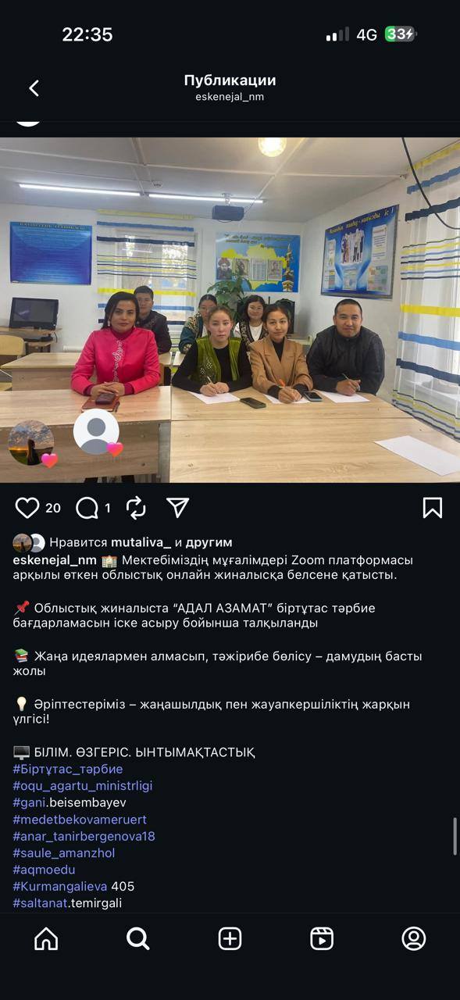 22:35
4G
33
Публикации
eskenejal_nm
20
1
Нравится mutaliva_ и другим
eskenejal_nm 🏫 Мектебіміздің мұғалімдері Zoom платформасы
арқылы өткен облыстық онлайн жиналысқа белсене қатысты.
📌 Облыстық жиналыста “АДАЛ АЗАМАТ” біртұтас тәрбие
бағдарламасын іске асыру бойынша талқыланды
📚 Жаңа идеялармен алмасып, тәжірибе бөлісу – дамудың басты
жолы
💡 Әріптестеріміз – жаңашылдық пен жауапкершіліктің жарқын
үлгісі!
🖥️ БІЛІМ. ӨЗГЕРІС. ЫНТЫМАҚТАСТЫҚ
#Біртұтас_тәрбие
#oqu_agartu_ministrligi
#gani.beisembayev
#medetbekovameruert
#anar_tanirbergenova18
#saule_amanzhol
#aqmoedu
#Kurmangalieva 405
#saltanat.temirgali